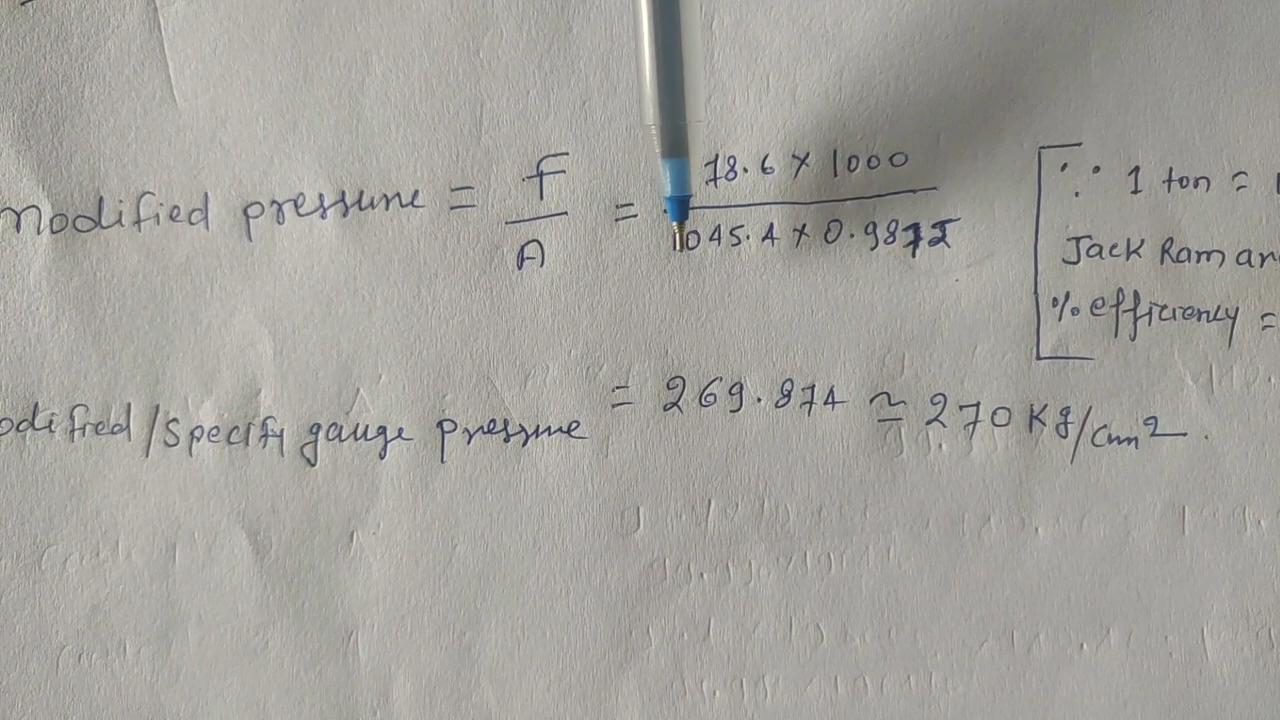 modified pressure = F/A = 78.6 × 1000 / 1045.4 × 0.9872
[∵ 1 ton =
Jack Ram
% efficiency =
odified/specify gauge pressure = 269.874 ≃ 270 Kg/cm2.